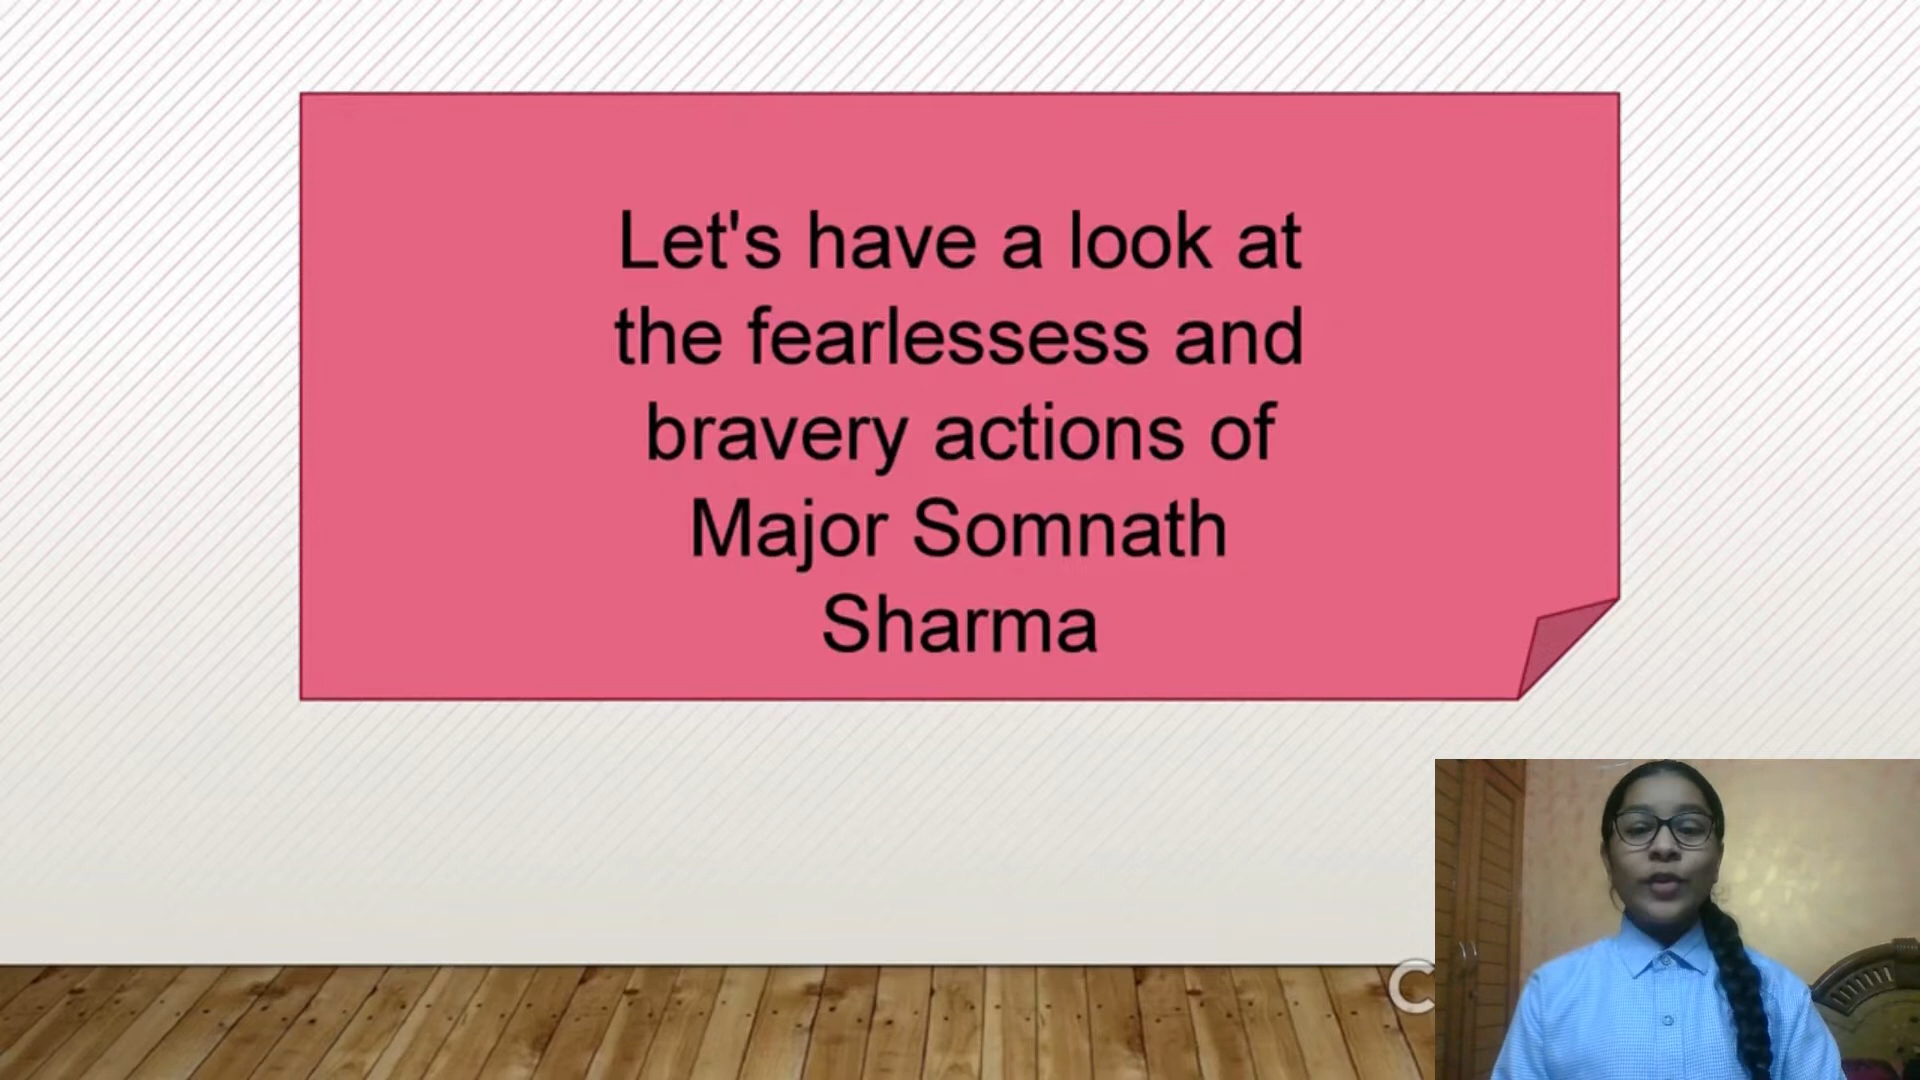 Let's have a look at
the fearlessess and
bravery actions of
Major Somnath
Sharma